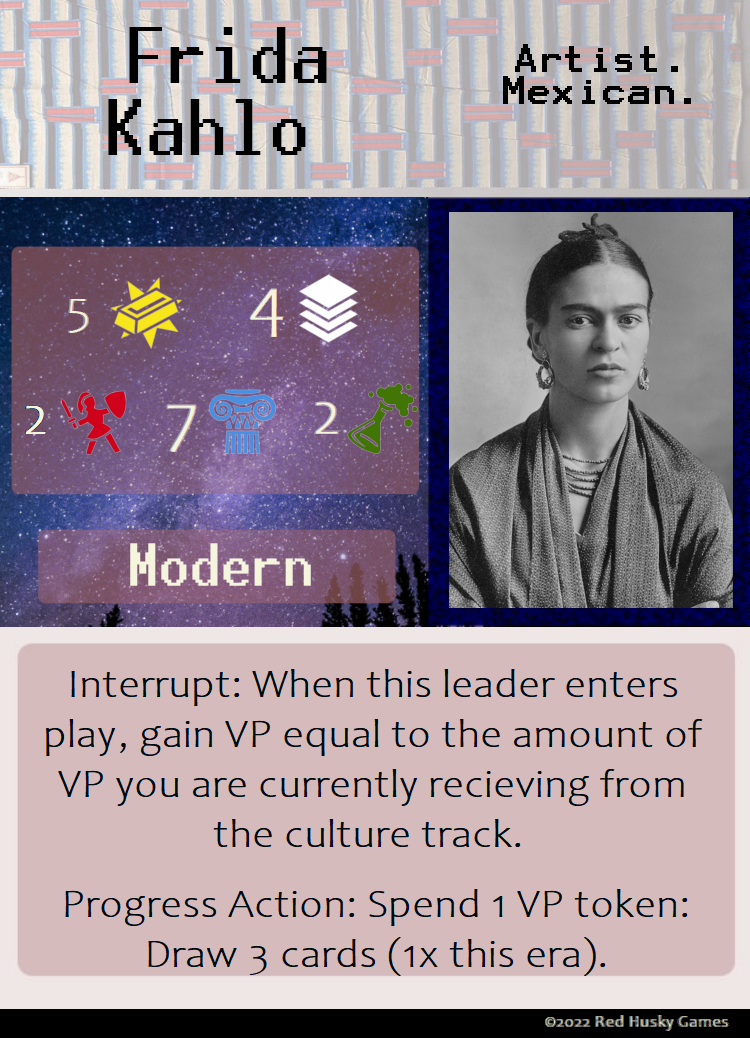 Frida
Kahlo
Artist.
Mexican.
5
4
2
7
2
Modern
Interrupt: When this leader enters
play, gain VP equal to the amount of
VP you are currently recieving from
the culture track.
Progress Action: Spend 1 VP token:
Draw 3 cards (1x this era).
©2022 Red Husky Games